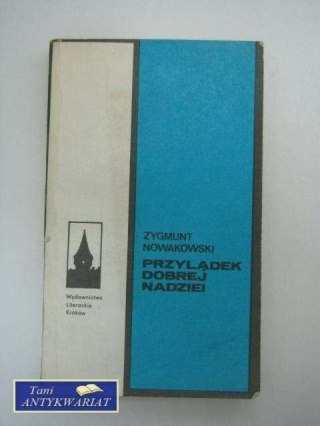 ZYGMUNT
NOWAKOWSKI
PRZYLĄDEK
DOBREJ
NADZIEI
Wydawnictwo
Literackie
Kraków
Tani
ANTYKWARIAT